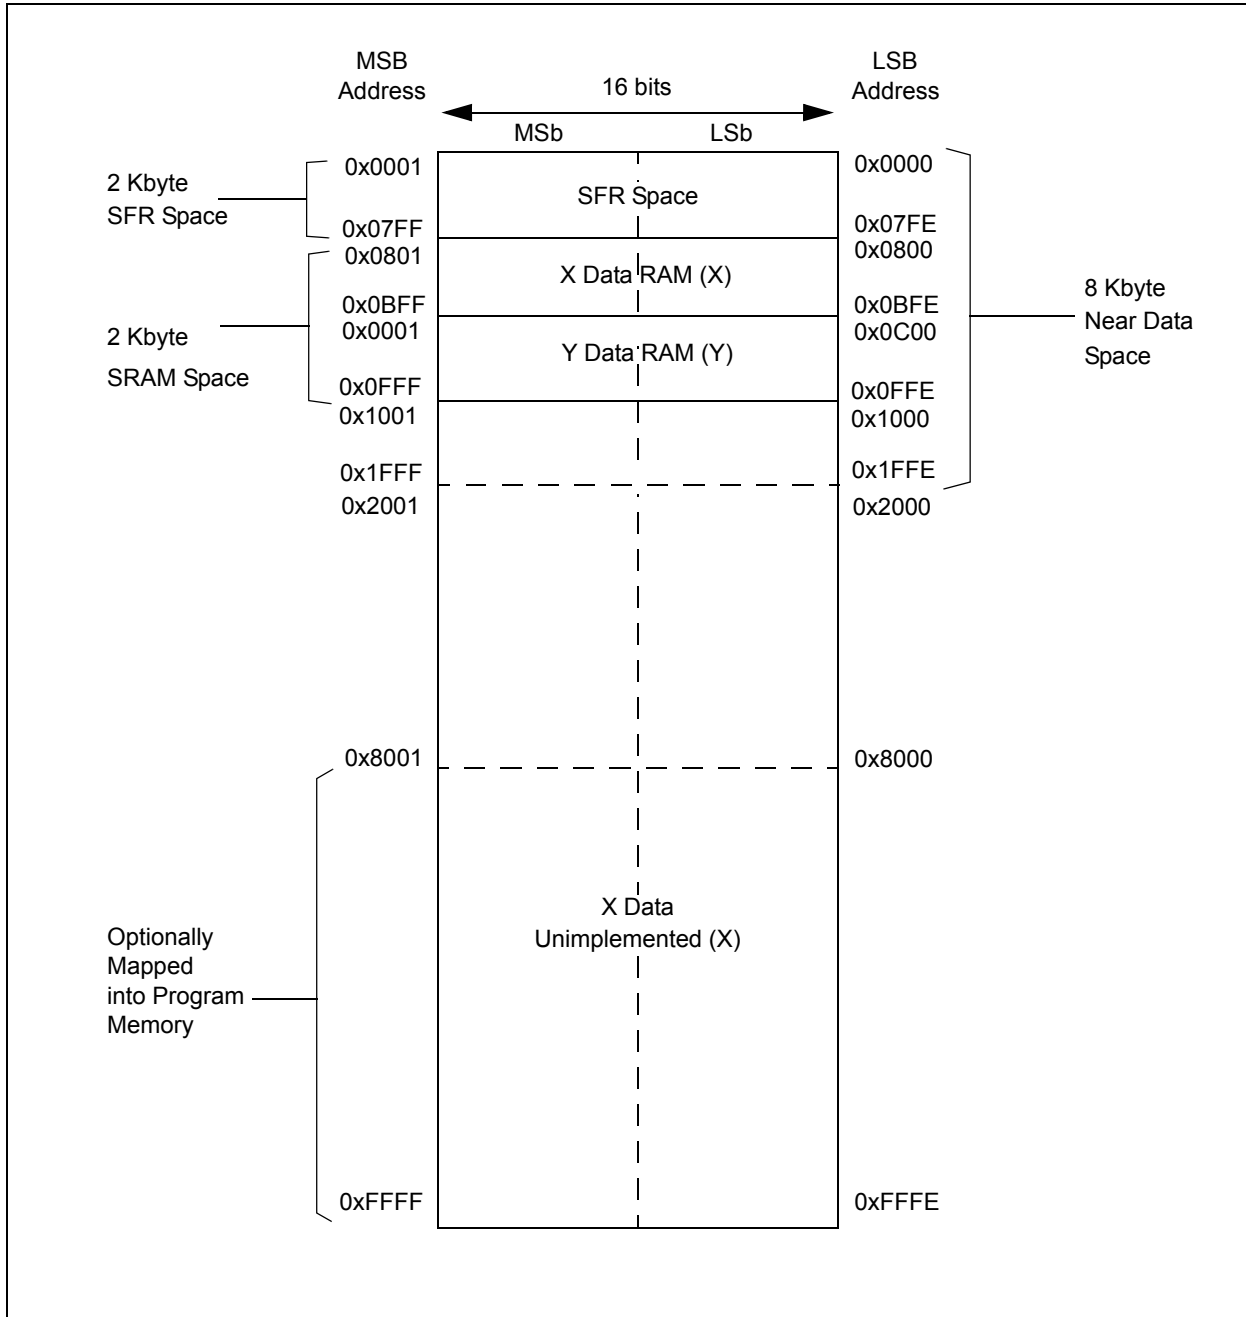 MSB
Address
LSB
Address
16 bits
MSb
LSb
0x0001
0x0000
2 Kbyte
SFR Space
SFR Space
0x07FF
0x07FE
0x0801
0x0800
X Data RAM (X)
0x0BFF
0x0BFE
0x0001
0x0C00
2 Kbyte
SRAM Space
Y Data RAM (Y)
8 Kbyte
Near Data
Space
0x0FFF
0x0FFE
0x1001
0x1000
0x1FFF
0x1FFE
0x2001
0x2000
0x8001
0x8000
X Data
Unimplemented (X)
Optionally
Mapped
into Program
Memory
0xFFFF
0xFFFE